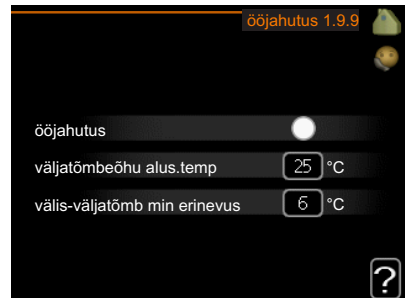 ööjahutus 1.9.9
ööjahutus
väljatõmbeõhu alus.temp 25 °C
välis-väljatõmb min erinevus 6 °C
?